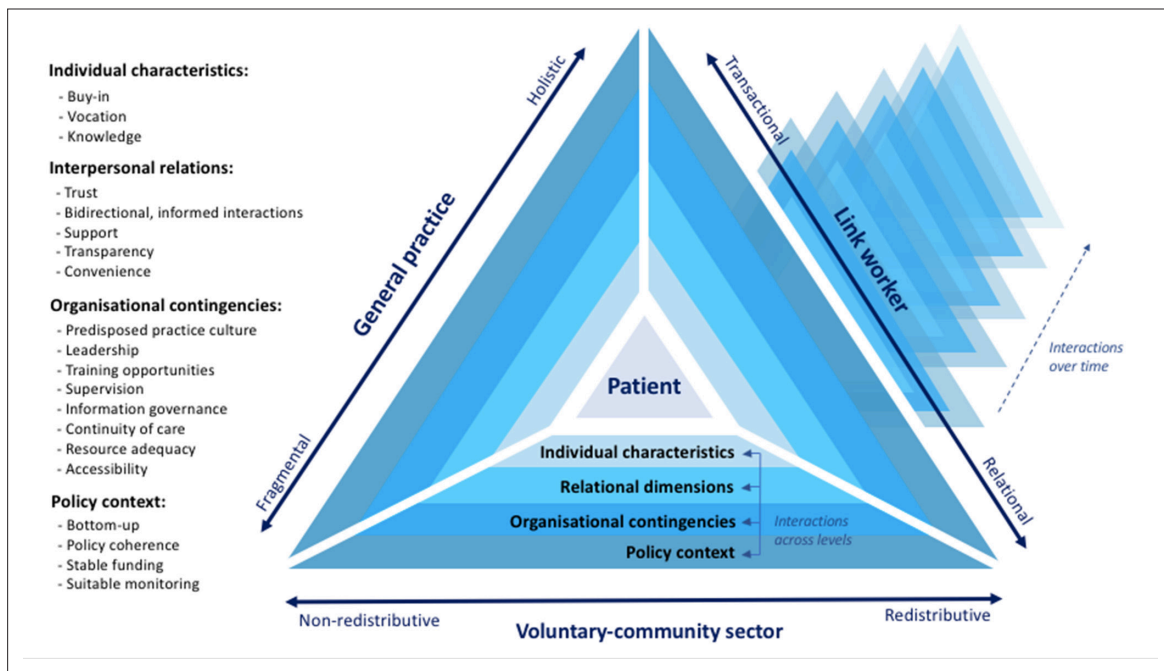 Individual characteristics:
- Buy-in
- Vocation
- Knowledge
Interpersonal relations:
- Trust
- Bidirectional, informed interactions
- Support
- Transparency
- Convenience
Organisational contingencies:
- Predisposed practice culture
- Leadership
- Training opportunities
- Supervision
- Information governance
- Continuity of care
- Resource adequacy
- Accessibility
Policy context:
- Bottom-up
- Policy coherence
- Stable funding
- Suitable monitoring
Holistic
General practice
Fragmental
Transactional
Link worker
Relational
Interactions
over time
Patient
Individual characteristics
Relational dimensions
Organisational contingencies
Policy context
Interactions
across levels
Non-redistributive
Redistributive
Voluntary-community sector